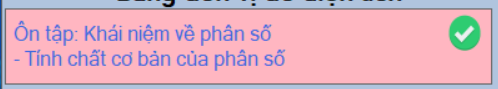 Ôn tập: Khái niệm về phân số
- Tính chất cơ bản của phân số